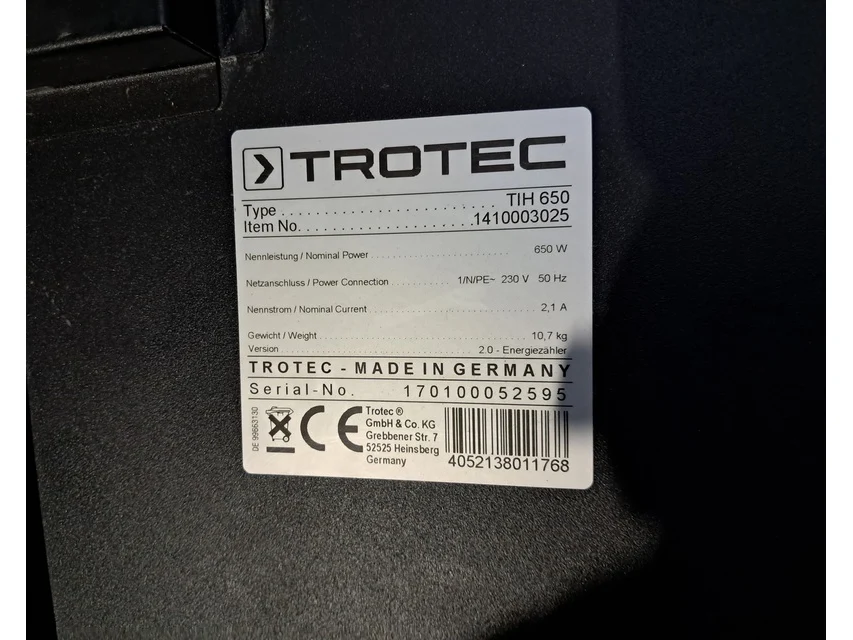 TROTEC
Type . . . . . . . . . . . . . . . . . . . . . . . . TIH 650
Item No. . . . . . . . . . . . . . . . . . . . . 1410003025
Nennleistung / Nominal Power . . . . . . . . . . . . . . . . . . . . . . . . 650 W
Netzanschluss / Power Connection . . . . . . . . . . . 1/N/PE~ 230 V 50 Hz
Nennstrom / Nominal Current . . . . . . . . . . . . . . . . . . . . . . . . . . . 2,1 A
Gewicht / Weight . . . . . . . . . . . . . . . . . . . . . . . . . . . . . . . . . . 10,7 kg
Version . . . . . . . . . . . . . . . . . . . . . . . . . . . . . . 2.0 - Energiezähler
TROTEC - MADE IN GERMANY
Serial-No. 170100052595
DE 99663130
CE
Trotec ®
GmbH & Co. KG
Grebbener Str. 7
52525 Heinsberg
Germany
4052138011768